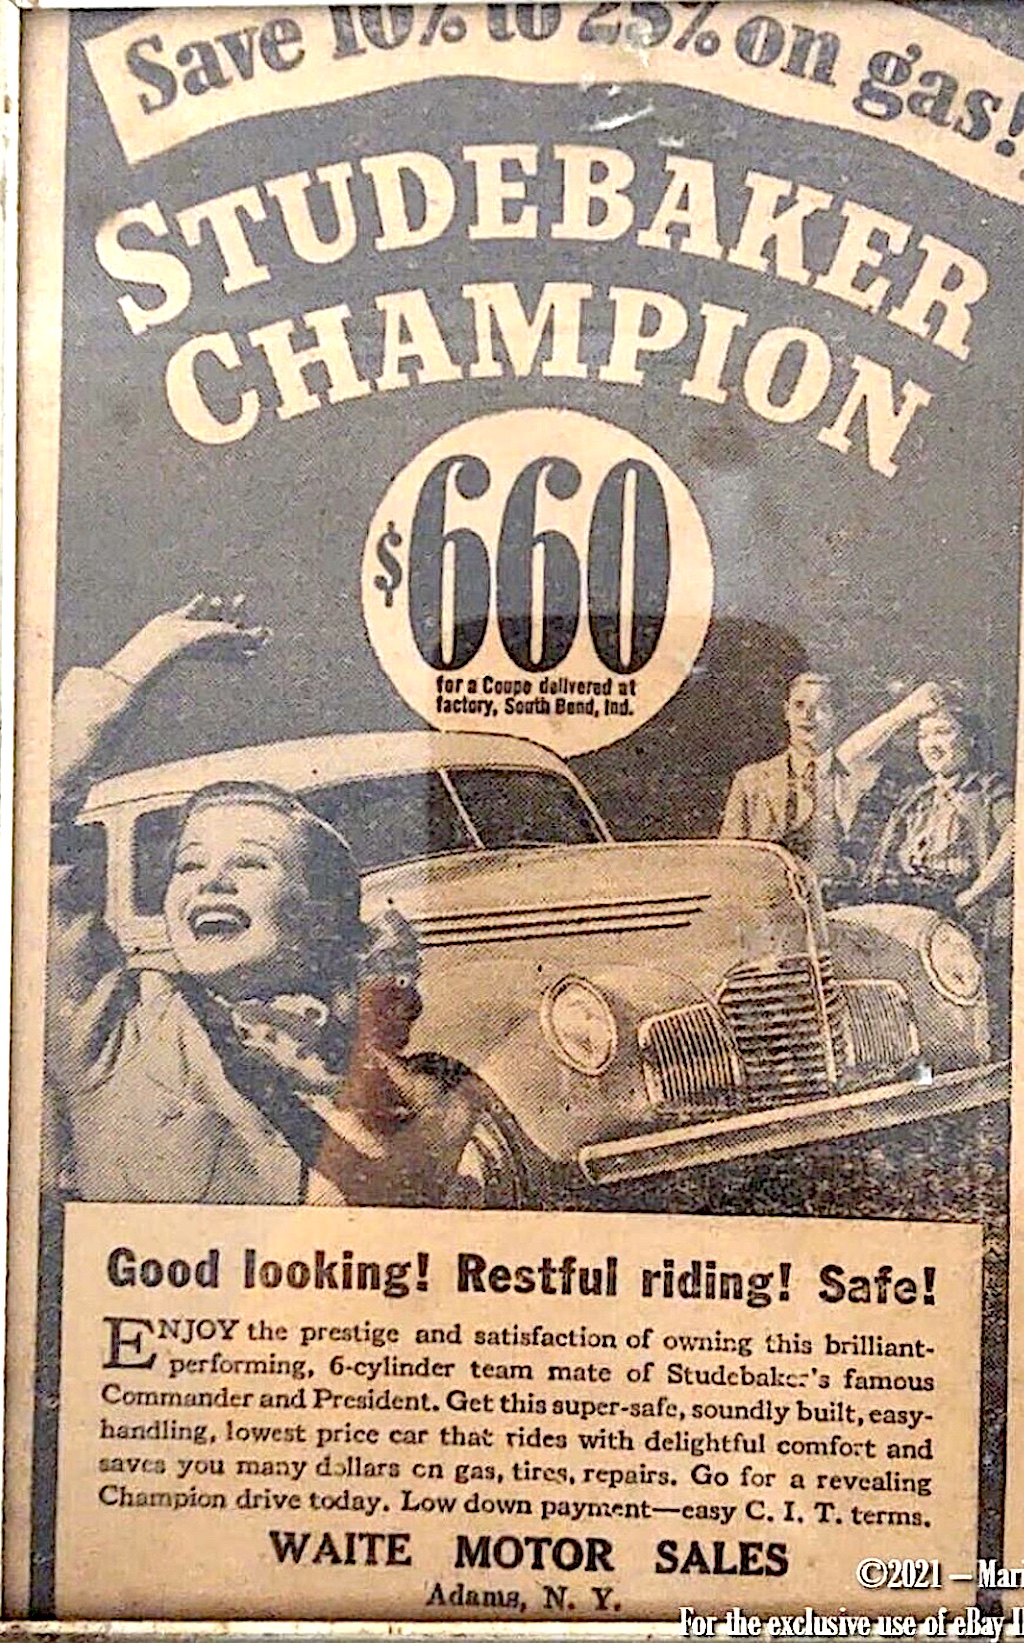 Save 10% to 25% on gas!
STUDEBAKER
CHAMPION
$660
for a Coupe delivered at
factory, South Bend, Ind.
Good looking! Restful riding! Safe!
ENJOY the prestige and satisfaction of owning this brilliant-
performing, 6-cylinder team mate of Studebaker's famous
Commander and President. Get this super-safe, soundly built, easy-
handling, lowest price car that rides with delightful comfort and
saves you many dollars on gas, tires, repairs. Go for a revealing
Champion drive today. Low down payment—easy C. I. T. terms.
WAITE MOTOR SALES
Adams, N. Y.
©2021 – Mari
For the exclusive use of eBay I